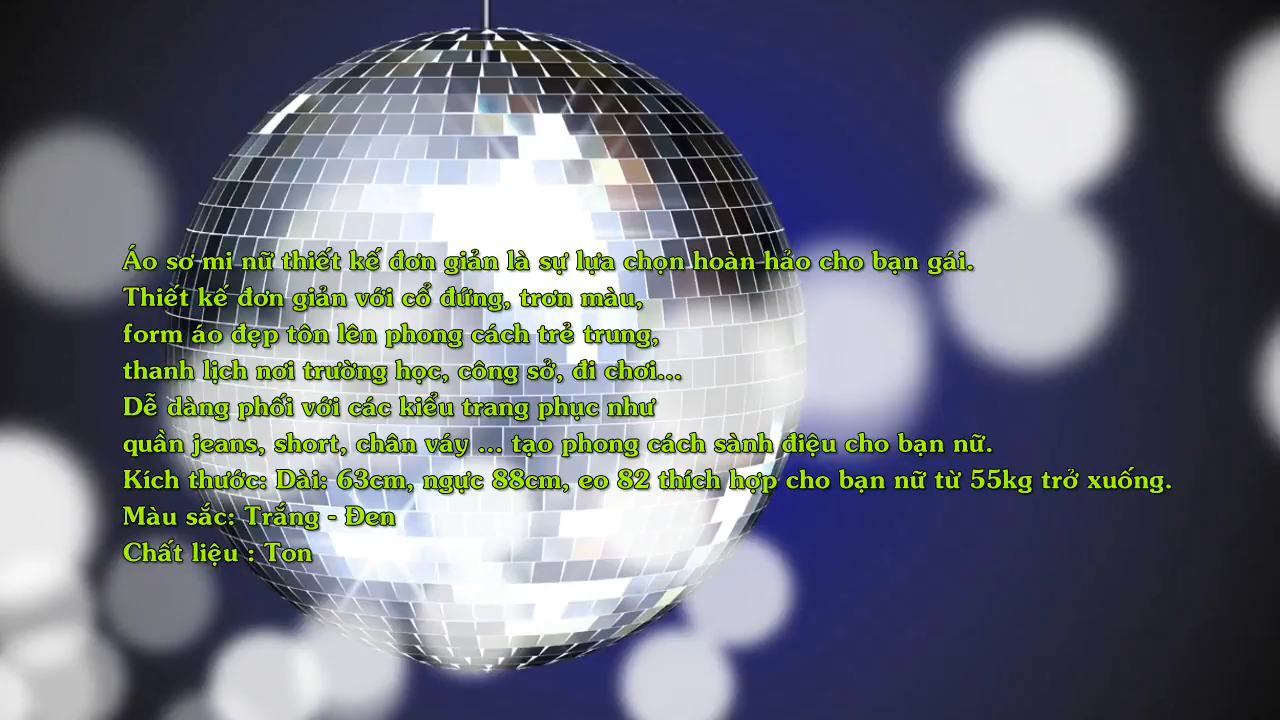 Áo sơ mi nữ thiết kế đơn giản là sự lựa chọn hoàn hảo cho bạn gái.
Thiết kế đơn giản với cổ đứng, trơn màu,
form áo đẹp tôn lên phong cách trẻ trung,
thanh lịch nơi trường học, công sở, đi chơi...
Dễ dàng phối với các kiểu trang phục như
quần jeans, short, chân váy ... tạo phong cách sành điệu cho bạn nữ.
Kích thước: Dài: 63cm, ngực 88cm, eo 82 thích hợp cho bạn nữ từ 55kg trở xuống.
Màu sắc: Trắng - Đen
Chất liệu : Ton